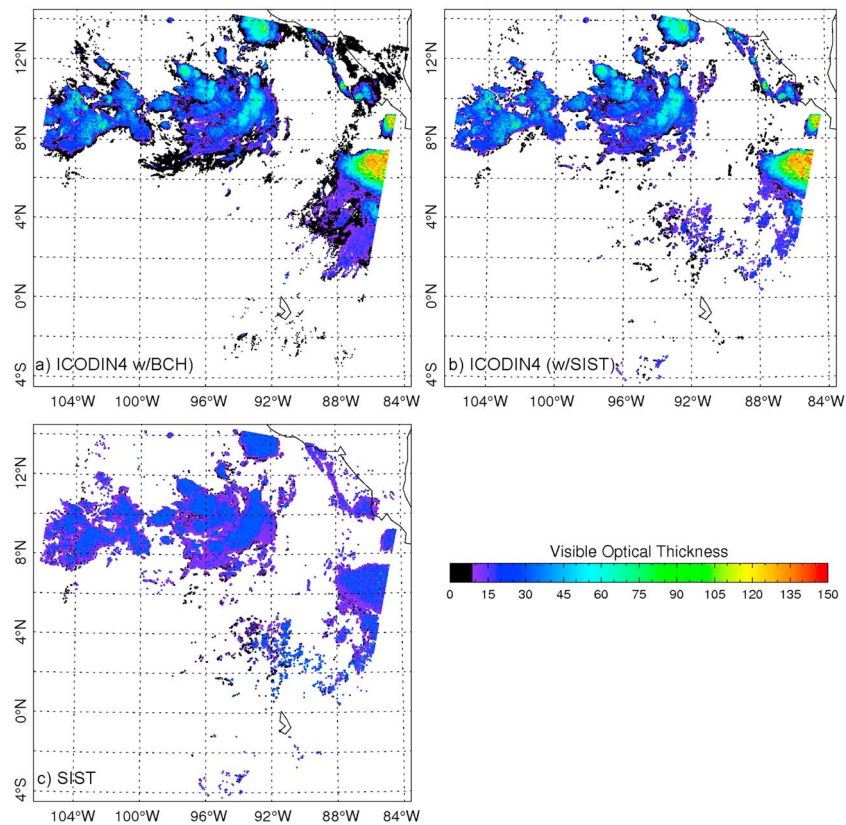 12°N
8°N
4°N
0°N
4°S
a) ICODIN4 w/BCH)
104°W 100°W 96°W 92°W 88°W 84°W
12°N
8°N
4°N
0°N
4°S
b) ICODIN4 (w/SIST)
104°W 100°W 96°W 92°W 88°W 84°W
12°N
8°N
4°N
0°N
4°S
c) SIST
104°W 100°W 96°W 92°W 88°W 84°W
Visible Optical Thickness
0 15 30 45 60 75 90 105 120 135 150